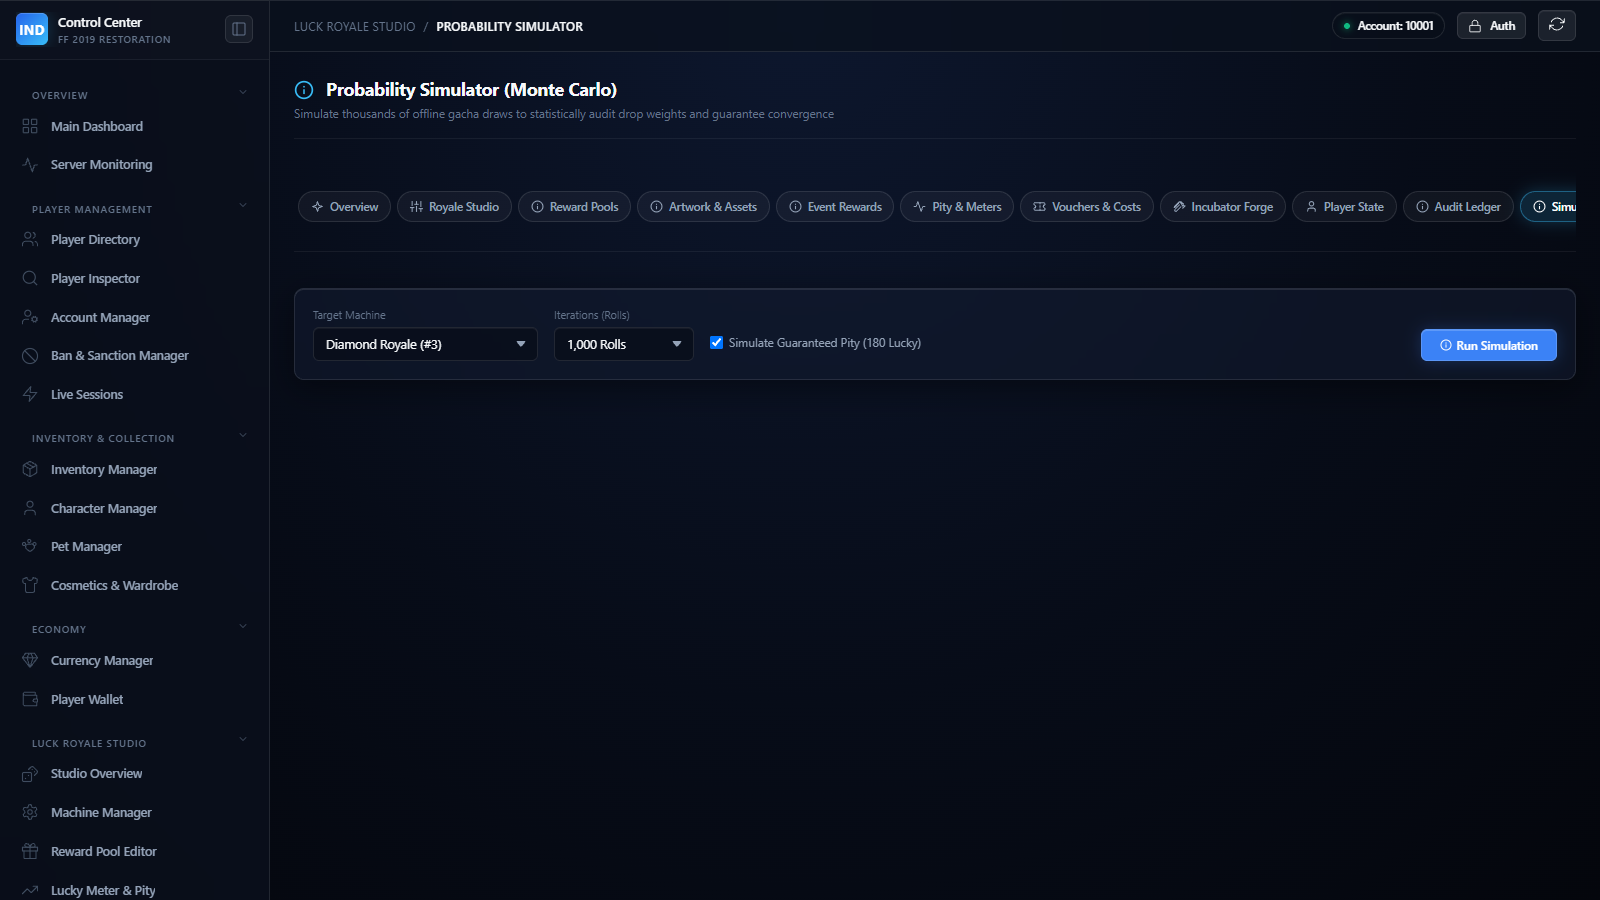 IND
Control Center
FF 2019 RESTORATION
OVERVIEW
Main Dashboard
Server Monitoring
PLAYER MANAGEMENT
Player Directory
Player Inspector
Account Manager
Ban & Sanction Manager
Live Sessions
INVENTORY & COLLECTION
Inventory Manager
Character Manager
Pet Manager
Cosmetics & Wardrobe
ECONOMY
Currency Manager
Player Wallet
LUCK ROYALE STUDIO
Studio Overview
Machine Manager
Reward Pool Editor
Lucky Meter & Pity
LUCK ROYALE STUDIO / PROBABILITY SIMULATOR
Account: 10001
Auth
Probability Simulator (Monte Carlo)
Simulate thousands of offline gacha draws to statistically audit drop weights and guarantee convergence
Overview
Royale Studio
Reward Pools
Artwork & Assets
Event Rewards
Pity & Meters
Vouchers & Costs
Incubator Forge
Player State
Audit Ledger
Simu
Target Machine
Diamond Royale (#3)
Iterations (Rolls)
1,000 Rolls
Simulate Guaranteed Pity (180 Lucky)
Run Simulation